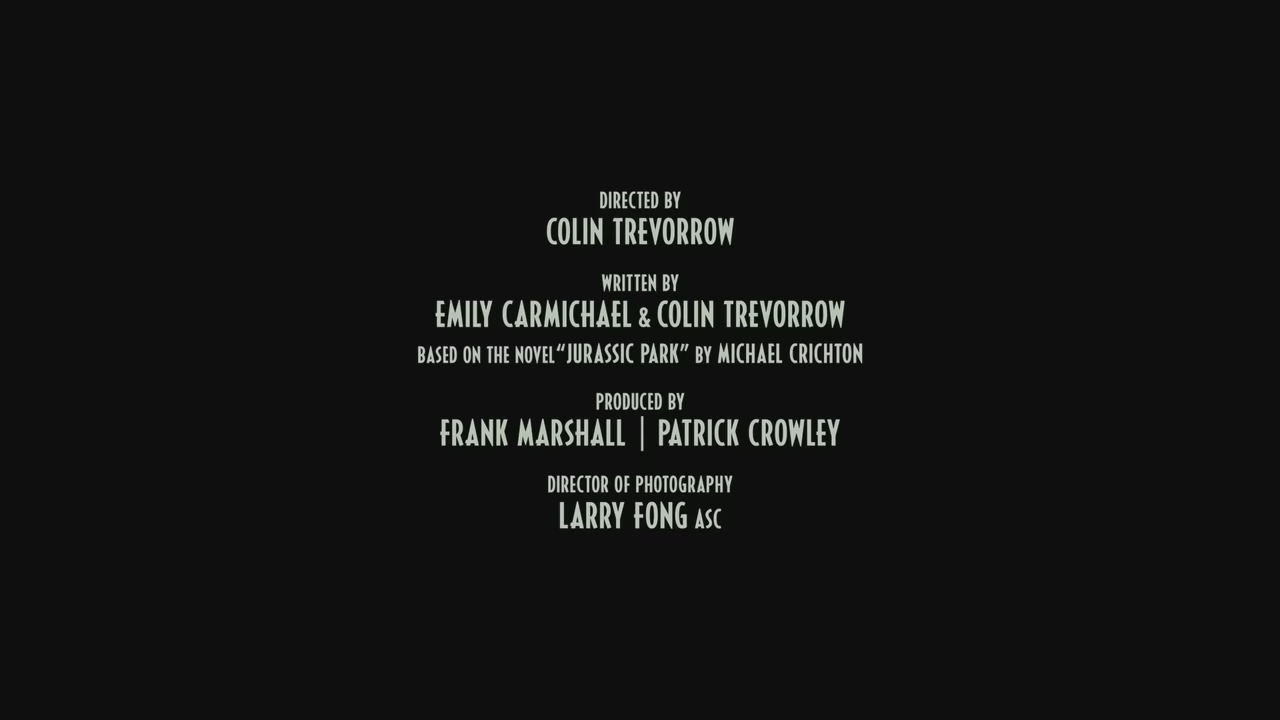 DIRECTED BY
COLIN TREVORROW
WRITTEN BY
EMILY CARMICHAEL & COLIN TREVORROW
BASED ON THE NOVEL “JURASSIC PARK” BY MICHAEL CRICHTON
PRODUCED BY
FRANK MARSHALL | PATRICK CROWLEY
DIRECTOR OF PHOTOGRAPHY
LARRY FONG ASC